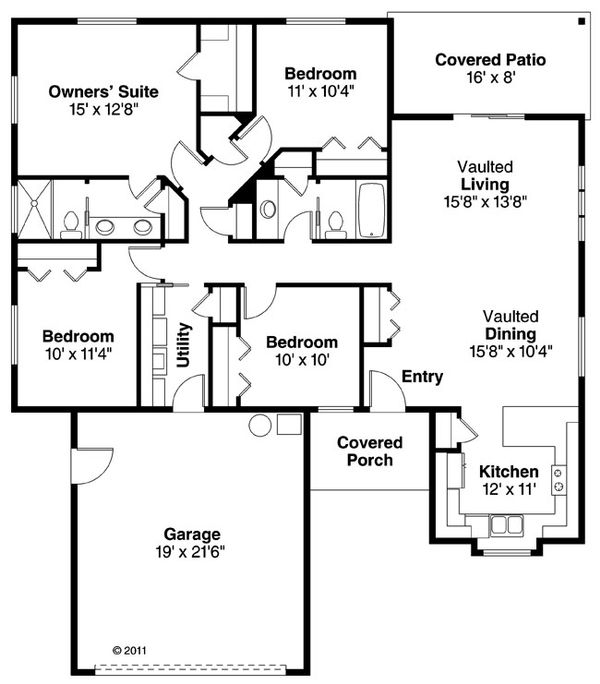 Owners' Suite
15' x 12'8"
Bedroom
11' x 10'4"
Covered Patio
16' x 8'
Vaulted
Living
15'8" x 13'8"
Bedroom
10' x 11'4"
Utility
Bedroom
10' x 10'
Vaulted
Dining
15'8" x 10'4"
Entry
Covered
Porch
Kitchen
12' x 11'
Garage
19' x 21'6"
© 2011